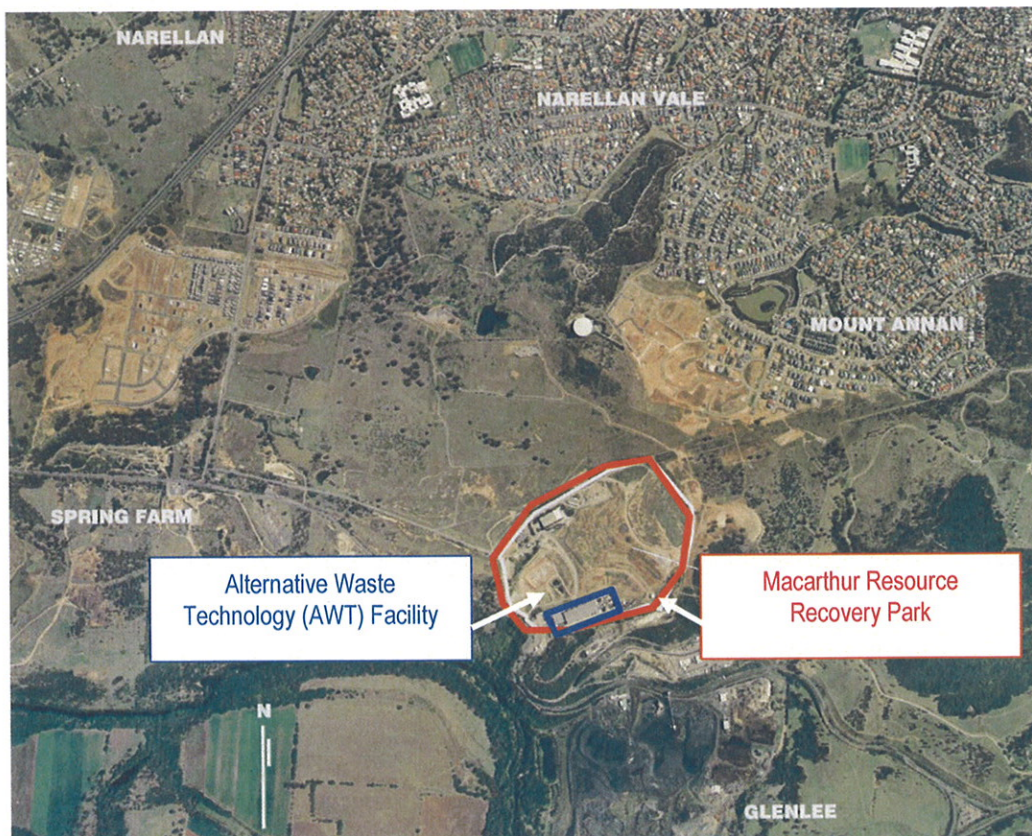 NARELLAN
NARELLAN VALE
MOUNT ANNAN
SPRING FARM
Alternative Waste
Technology (AWT) Facility
Macarthur Resource
Recovery Park
N
GLENLEE